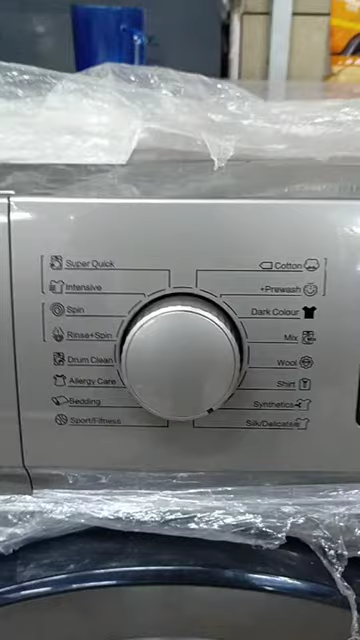 Super Quick
Intensive
Spin
Rinse+Spin
Drum Clean
Allergy Care
Bedding
Sport/Fitness
Cotton
+Prewash
Dark Colour
Mix
Wool
Shirt
Synthetics
Silk/Delicates